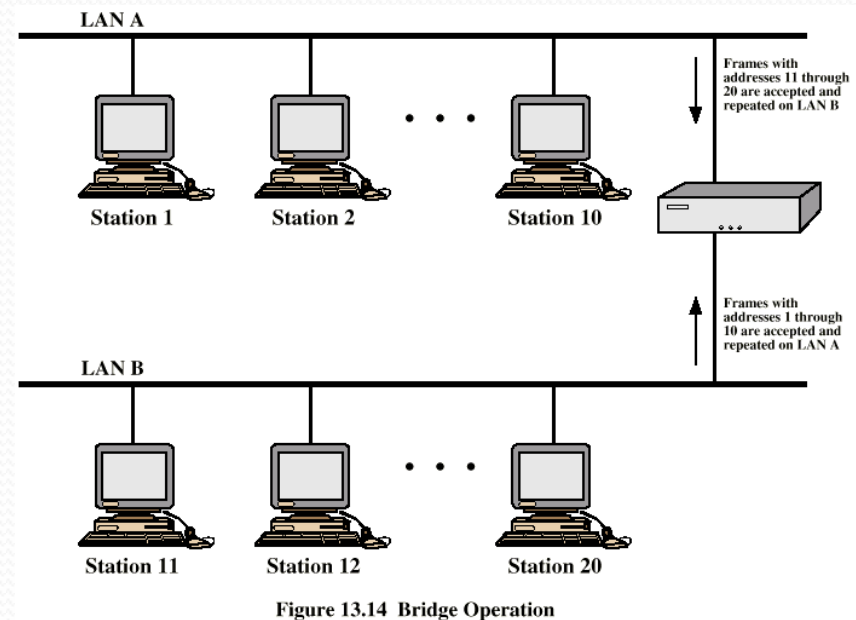 LAN A
Frames with
addresses 11 through
20 are accepted and
repeated on LAN B
Station 1
Station 2
Station 10
Frames with
addresses 1 through
10 are accepted and
repeated on LAN A
LAN B
Station 11
Station 12
Station 20
Figure 13.14 Bridge Operation